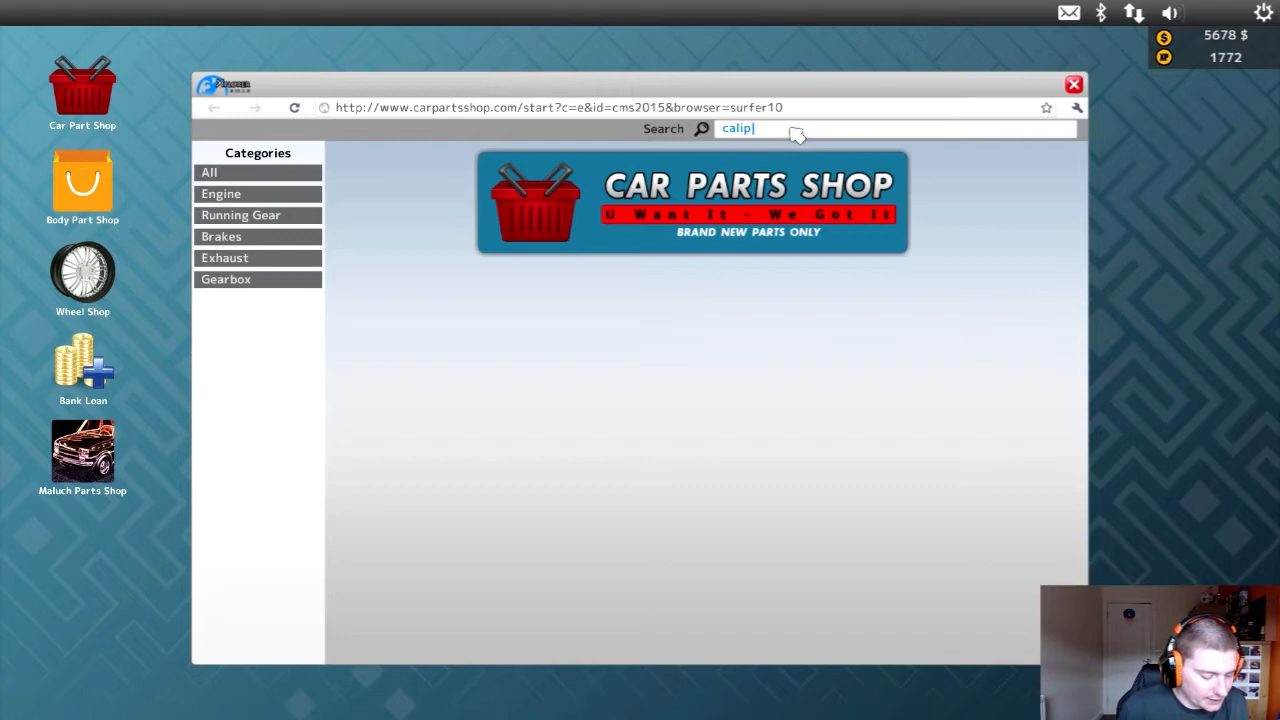 5678 $
1772
Car Part Shop
Body Part Shop
Wheel Shop
Bank Loan
Maluch Parts Shop
http://www.carpartsshop.com/start?c=e&id=cms2015&browser=surfer10
Search calip
Categories
All
Engine
Running Gear
Brakes
Exhaust
Gearbox
CAR PARTS SHOP
U Want It - We Got It
BRAND NEW PARTS ONLY